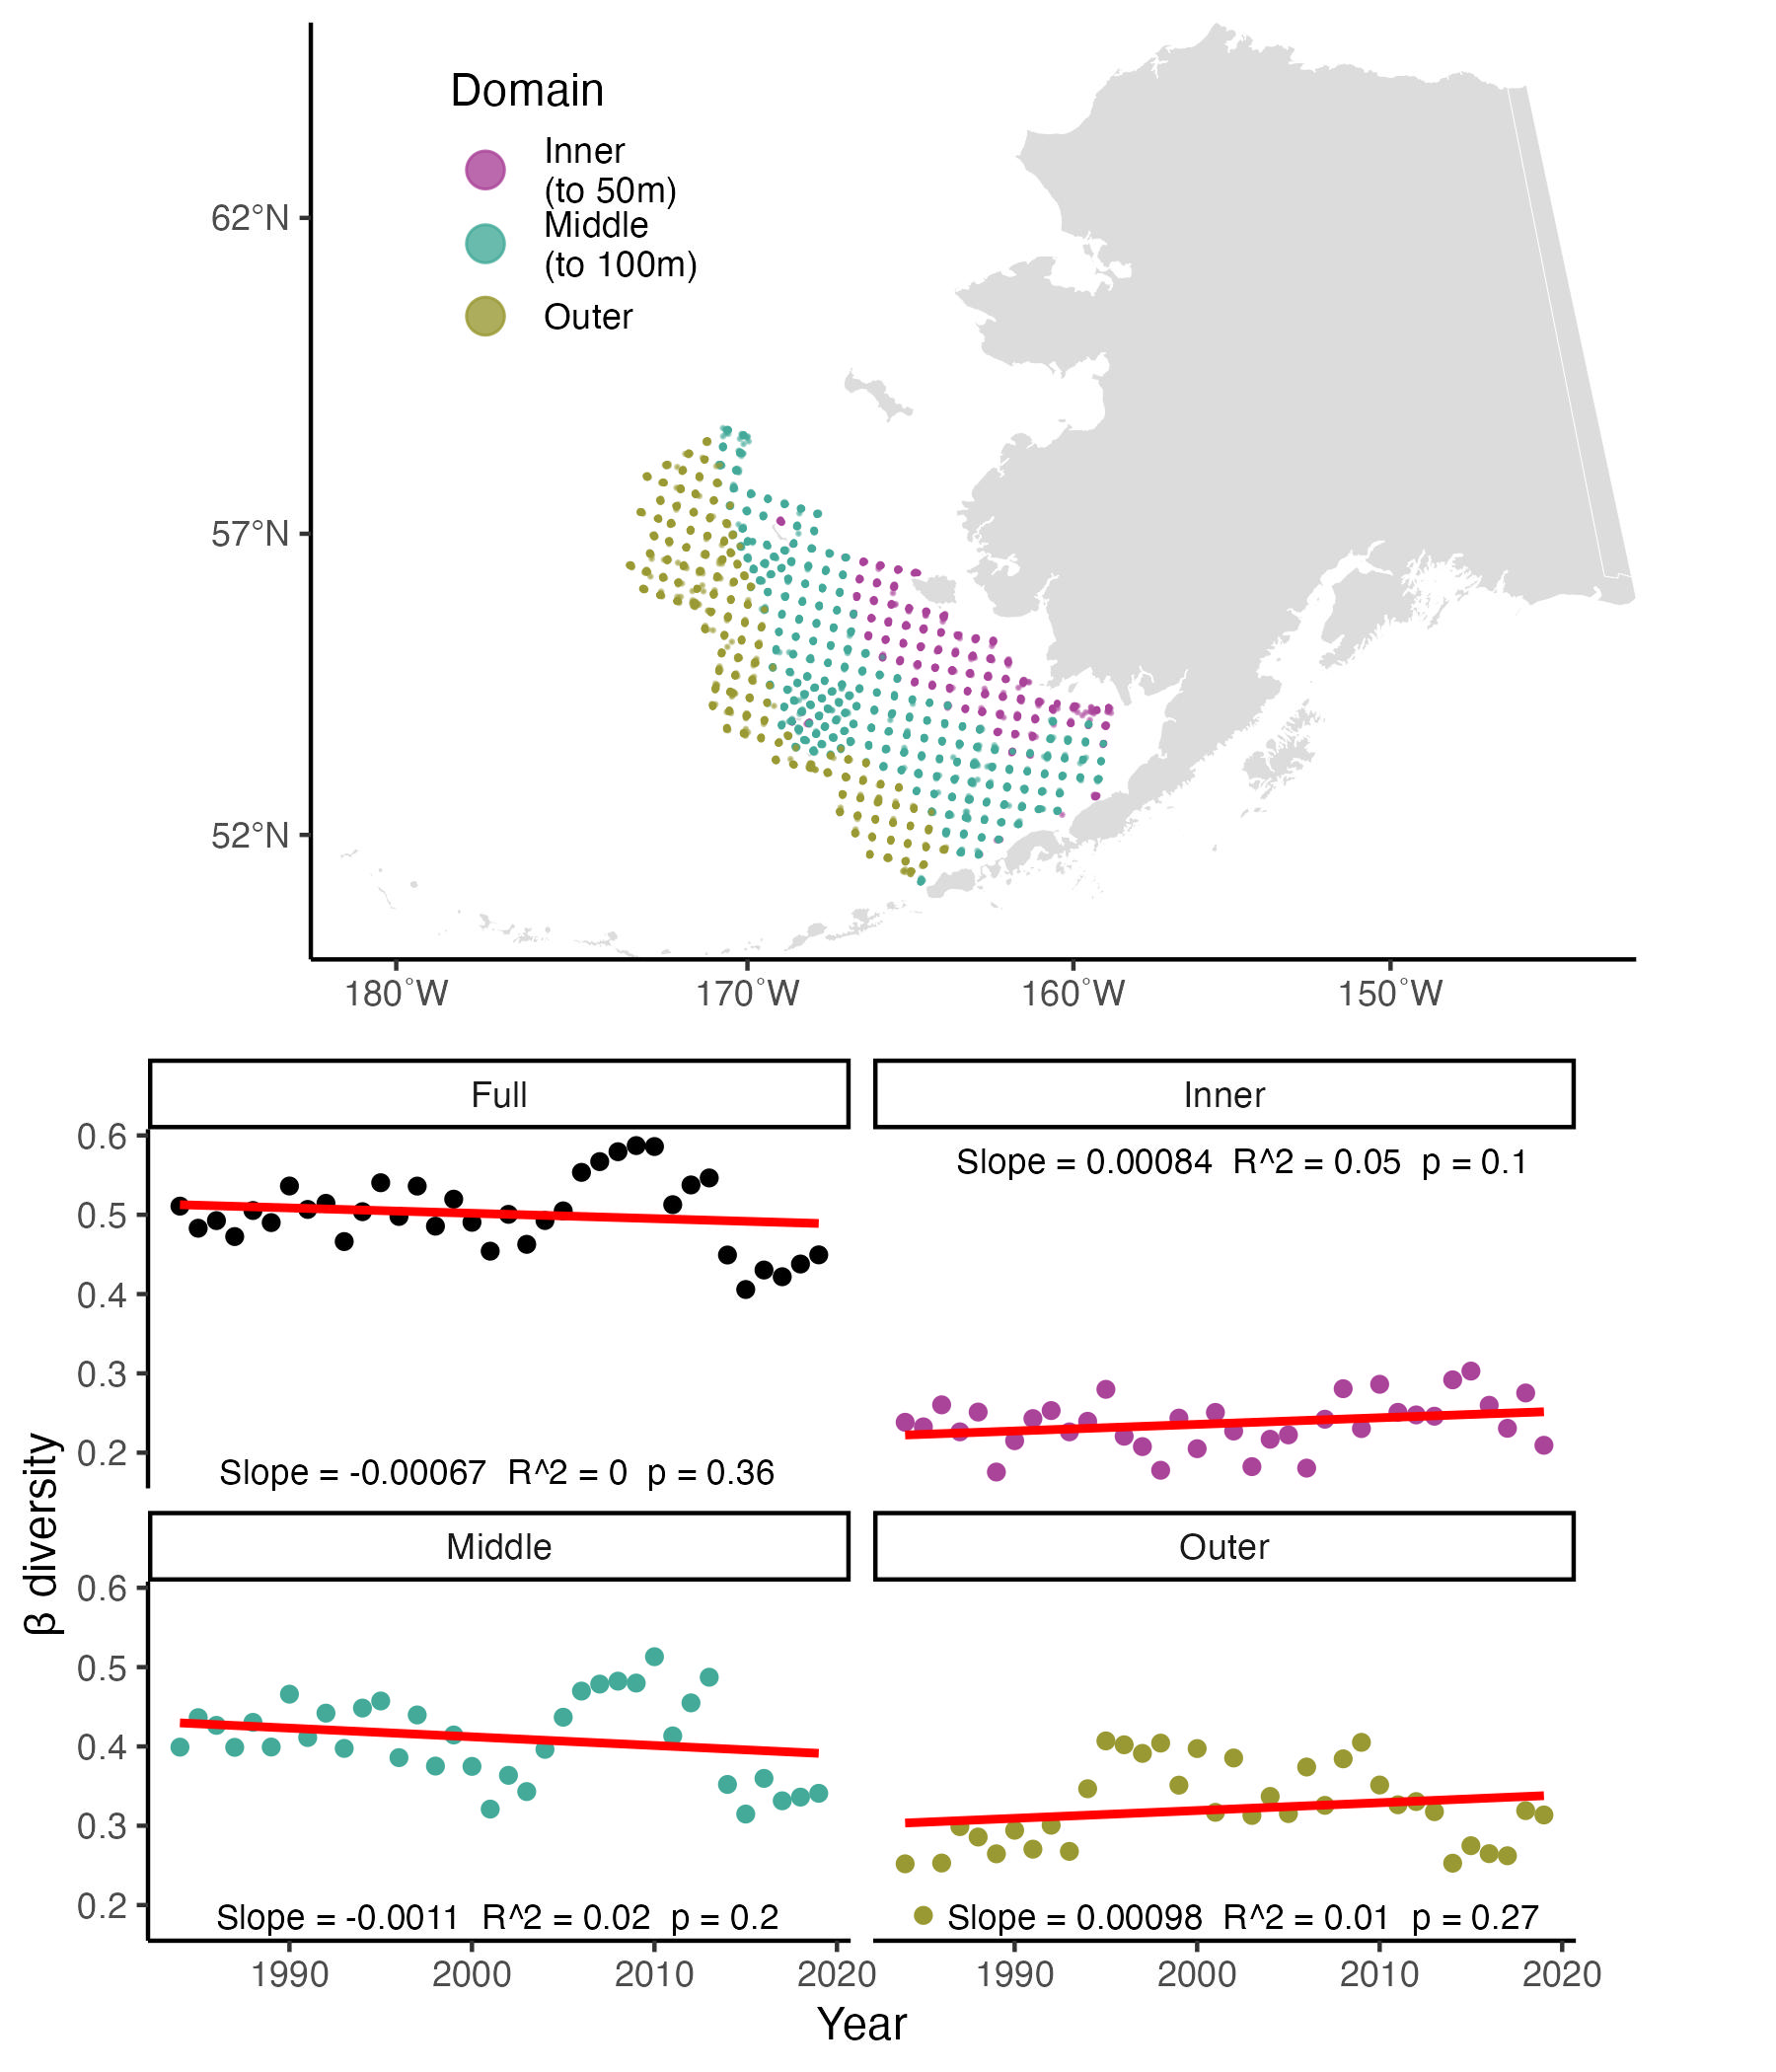 Domain
Inner
(to 50m)
Middle
(to 100m)
Outer
62°N
57°N
52°N
180°W
170°W
160°W
150°W
Full
Inner
0.6
0.5
0.4
0.3
0.2
Slope = -0.00067 R^2 = 0 p = 0.36
Slope = 0.00084 R^2 = 0.05 p = 0.1
Middle
Outer
0.6
0.5
0.4
0.3
0.2
Slope = -0.0011 R^2 = 0.02 p = 0.2
Slope = 0.00098 R^2 = 0.01 p = 0.27
β diversity
1990
2000
2010
2020
1990
2000
2010
2020
Year